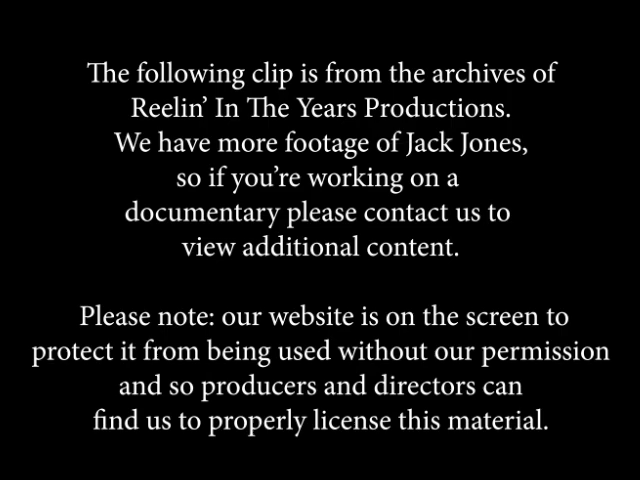 The following clip is from the archives of
Reelin’ In The Years Productions.
We have more footage of Jack Jones,
so if you’re working on a
documentary please contact us to
view additional content.
Please note: our website is on the screen to
protect it from being used without our permission
and so producers and directors can
find us to properly license this material.